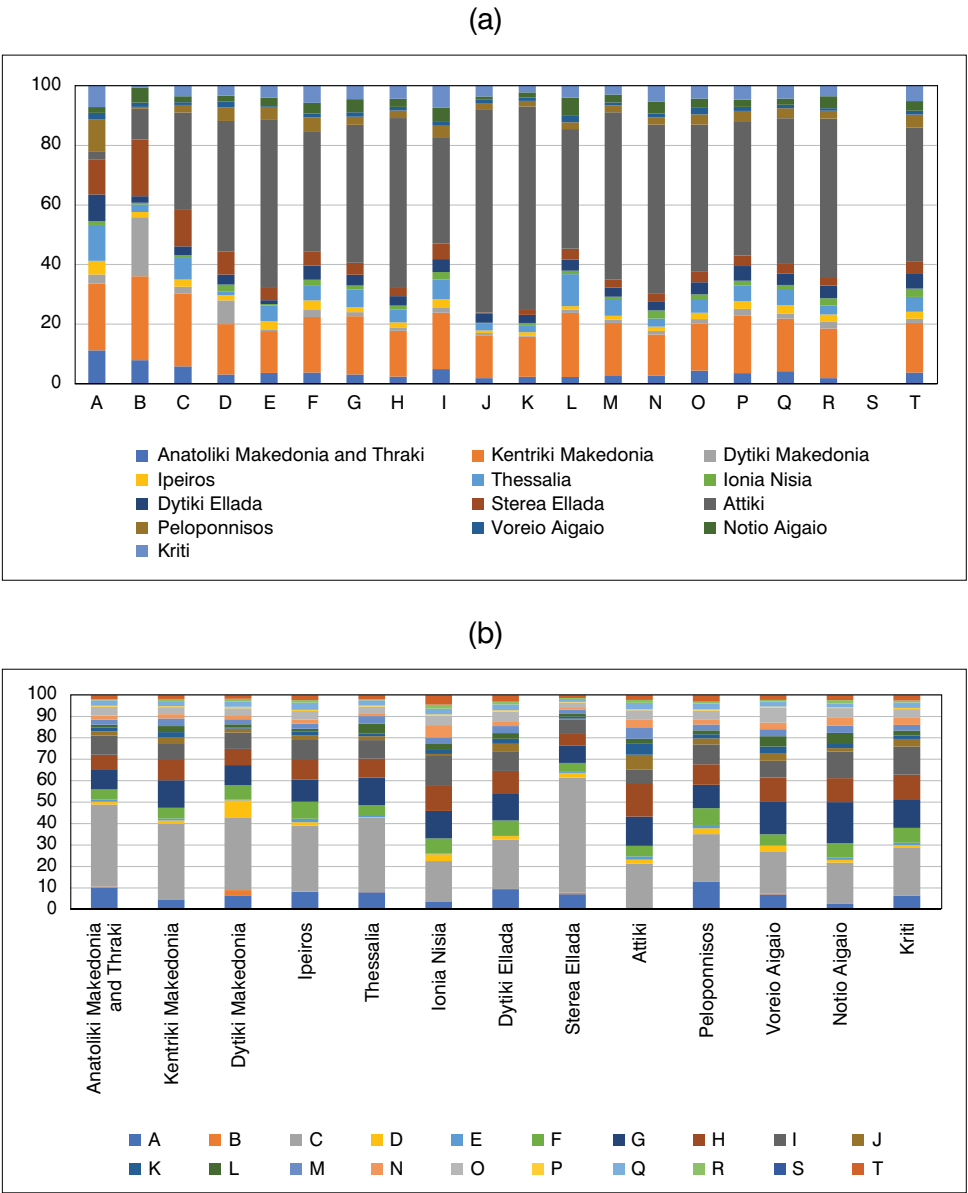 (a)
100
80
60
40
20
0
A B C D E F G H I J K L M N O P Q R S T
Anatoliki Makedonia and Thraki Kentriki Makedonia Dytiki Makedonia
Ipeiros Thessalia Ionia Nisia
Dytiki Ellada Sterea Ellada Attiki
Peloponnisos Voreio Aigaio Notio Aigaio
Kriti
(b)
100
90
80
70
60
50
40
30
20
10
0
Anatoliki Makedonia
and Thraki
Kentriki Makedonia
Dytiki Makedonia
Ipeiros
Thessalia
Ionia Nisia
Dytiki Ellada
Sterea Ellada
Attiki
Peloponnisos
Voreio Aigaio
Notio Aigaio
Kriti
A B C D E F G H I J
K L M N O P Q R S T